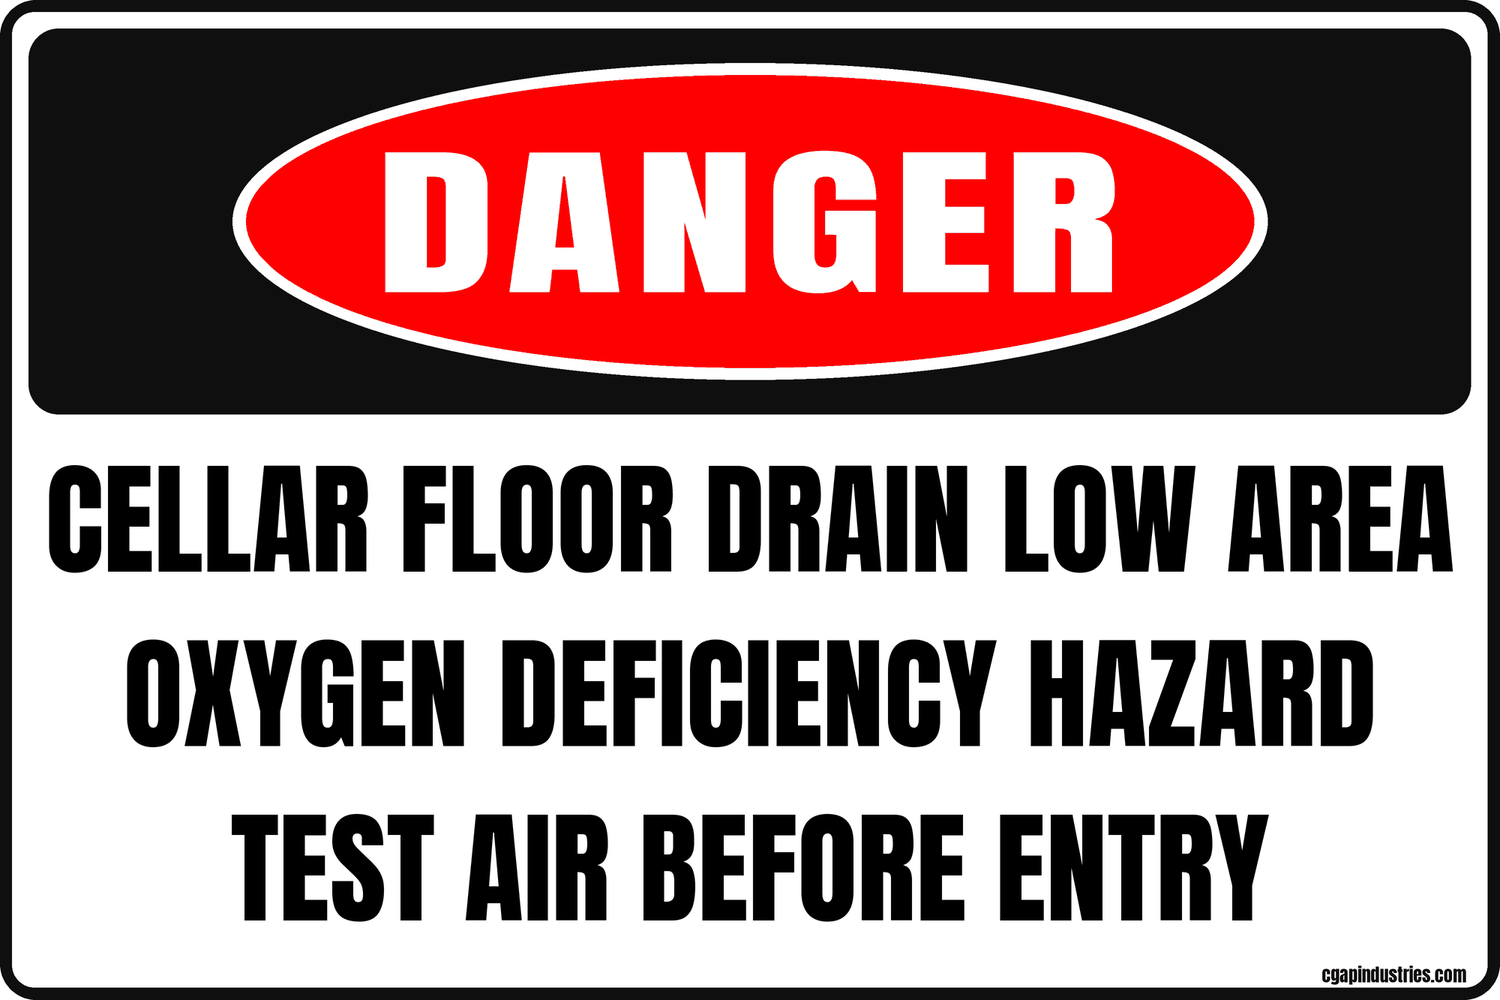 DANGER
CELLAR FLOOR DRAIN LOW AREA
OXYGEN DEFICIENCY HAZARD
TEST AIR BEFORE ENTRY
cgapindustries.com